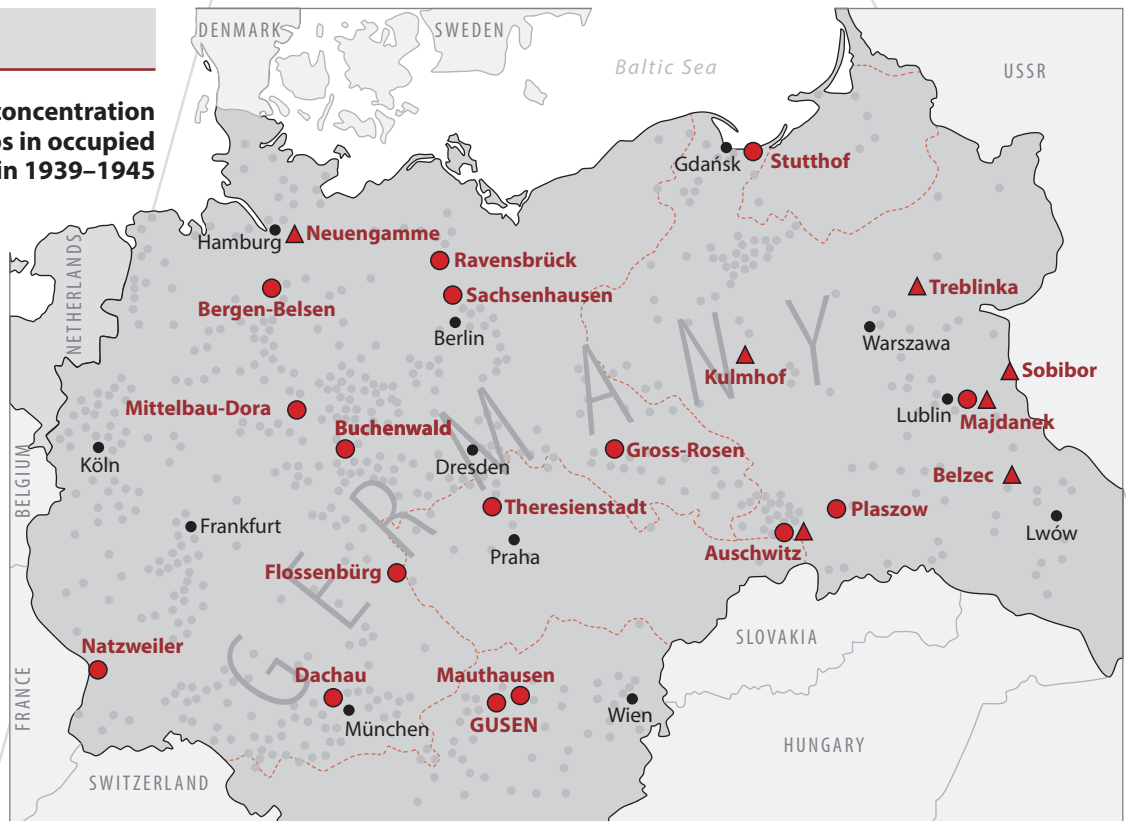 DENMARK
SWEDEN
Baltic Sea
USSR
concentration
s in occupied
in 1939–1945
Gdańsk
Stutthof
Hamburg
Neuengamme
NETHERLANDS
Ravensbrück
Bergen-Belsen
Sachsenhausen
Treblinka
Berlin
Warszawa
Kulmhof
Sobibor
Mittelbau-Dora
Lublin
Majdanek
Buchenwald
GERMANY
Köln
Dresden
Gross-Rosen
BELGIUM
Belzec
Theresienstadt
Plaszow
Frankfurt
Lwów
Praha
Auschwitz
Flossenbürg
SLOVAKIA
Natzweiler
FRANCE
Dachau
Mauthausen
GUSEN
München
Wien
HUNGARY
SWITZERLAND